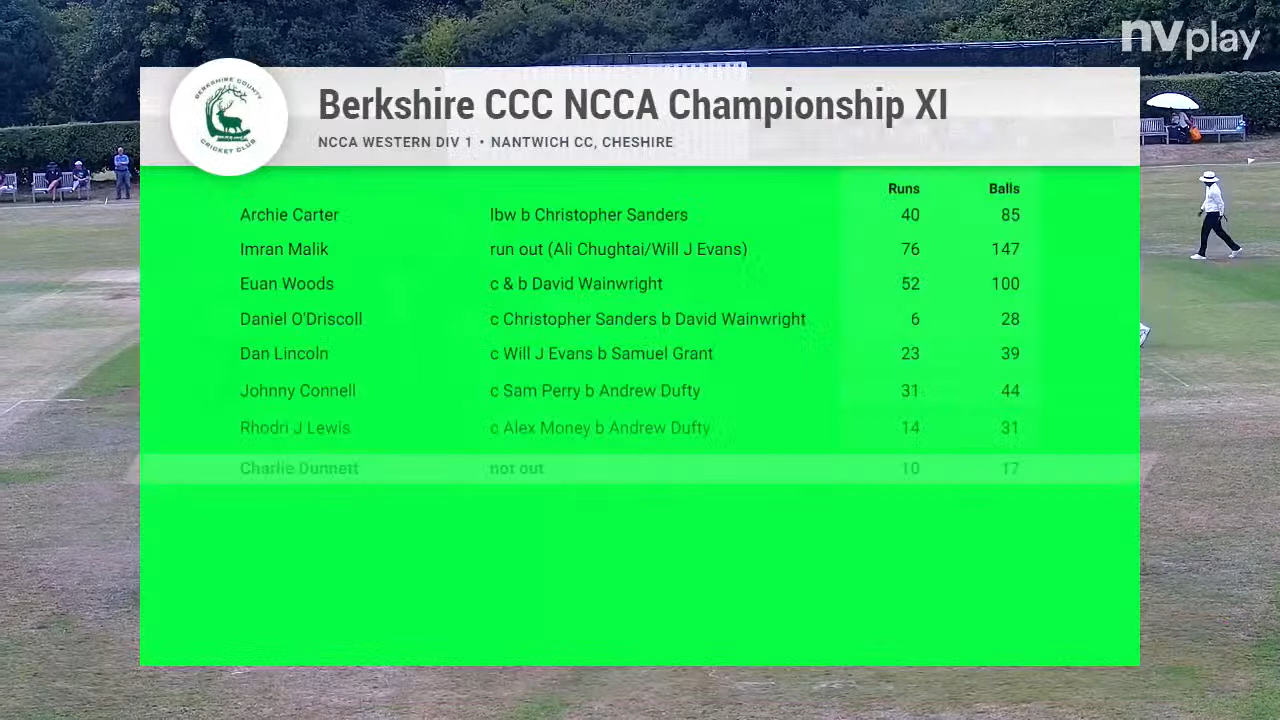 nvplay
BERKSHIRE COUNTY
CRICKET CLUB
Berkshire CCC NCCA Championship XI
NCCA WESTERN DIV 1 • NANTWICH CC, CHESHIRE
Runs Balls
Archie Carter lbw b Christopher Sanders 40 85
Imran Malik run out (Ali Chughtai/Will J Evans) 76 147
Euan Woods c & b David Wainwright 52 100
Daniel O'Driscoll c Christopher Sanders b David Wainwright 6 28
Dan Lincoln c Will J Evans b Samuel Grant 23 39
Johnny Connell c Sam Perry b Andrew Dufty 31 44
Rhodri J Lewis c Alex Money b Andrew Dufty 14 31
Charlie Dunnett not out 10 17